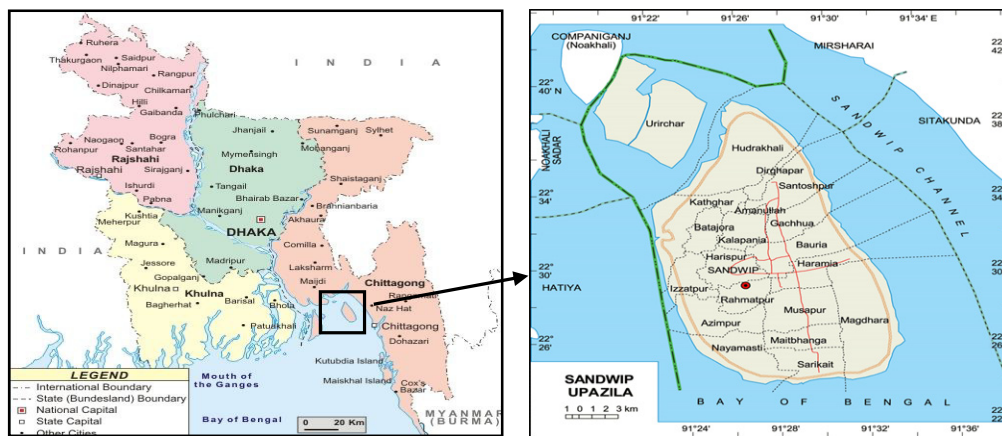 Ruhera
Thakurgaon
Saidpur
Nilphamari
Rangpur
Dinajpur
Chilkamari
Hilli
Gaibanda
Phulchari
INDIA
Jhanjail
Sunamganj
Sylhet
Mohanganj
Naogaon
Bogra
Rohanpur
Santahar
Rajshahi
Rajshahi
Sirajganj
Mymensingh
Dhaka
Shaistaganj
Ishurdi
Tangail
Pabna
Bhairab Bazar
Kushtia
Manikganj
Brahnianbaria
Meherpur
Akhaura
DHAKA
INDIA
Magura
Comilla
Jessore
Madripur
Laksharm
Gopalganj
Maijdi
Chittagong
Khulna
Khulna
Barisal
Bhola
Naz Hat
Bagherhat
Patuakhali
Chittagong
Dohazari
Kutubdia Island
Mouth of
the Ganges
Maiskhal Island
Cox's
Bazar
Bay of Bengal
0 20 Km
MYANMAR
(BURMA)
LEGEND
International Boundary
State (Bundesland) Boundary
National Capital
State Capital
Other Cities
91°22' 91°26' 91°30' 91°34' E
COMPANIGANJ
(Noakhali)
MIRSHARAI
22°
40' N
Urirchar
SANDWIP CHANNEL
SITAKUNDA
NOAKHALI
SADAR
Hudrakhali
Dirghapar
Santoshpur
22°
34'
Kathghar
Amanullah
Gachhua
Batajora
Kalapania
Bauria
Harispur
Haramia
22°
30'
SANDWIP
HATIYA
Izzatpur
Rahmatpur
Musapur
Magdhara
Azimpur
22°
26'
Nayamasti
Maitbhanga
Sarikait
SANDWIP
UPAZILA
1 0 1 2 3 km
BAY OF BENGAL
91°24' 91°28' 91°32' 91°36'